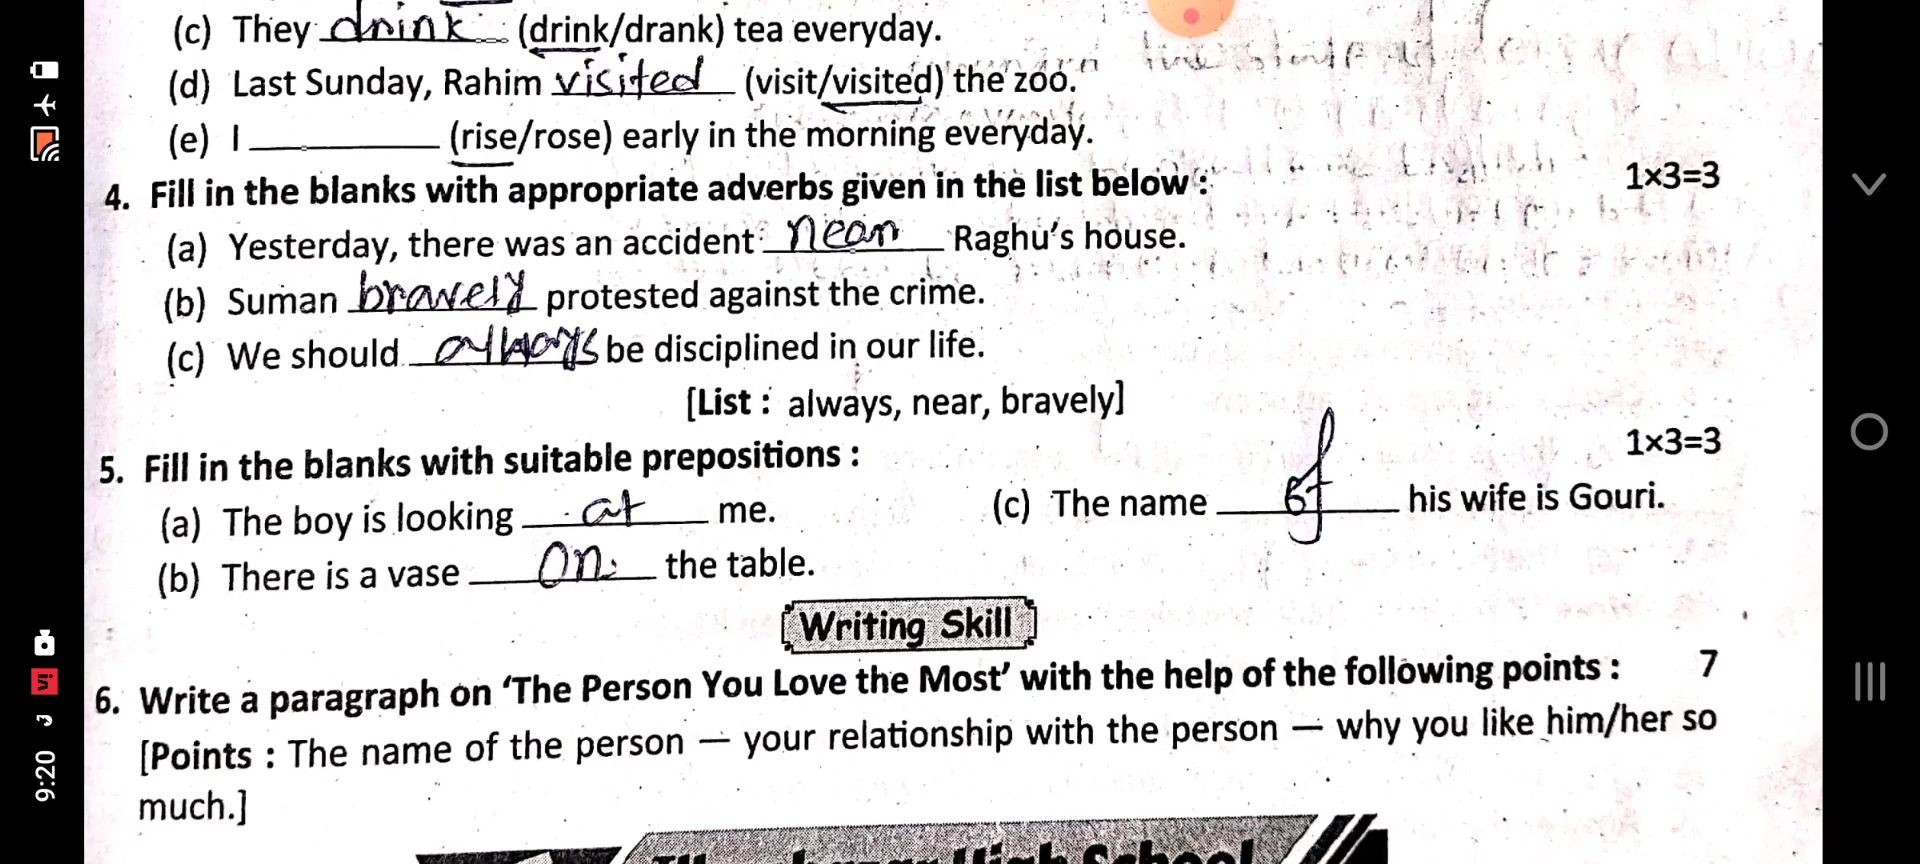 (c) They drink (drink/drank) tea everyday.
(d) Last Sunday, Rahim visited (visit/visited) the zoo.
(e) I ________ (rise/rose) early in the morning everyday.
4. Fill in the blanks with appropriate adverbs given in the list below : 1×3=3
(a) Yesterday, there was an accident near Raghu's house.
(b) Suman bravely protested against the crime.
(c) We should always be disciplined in our life.
[List : always, near, bravely]
5. Fill in the blanks with suitable prepositions : 1×3=3
(a) The boy is looking at me. (c) The name of his wife is Gouri.
(b) There is a vase on the table.
Writing Skill
6. Write a paragraph on 'The Person You Love the Most' with the help of the following points : 7
[Points : The name of the person — your relationship with the person — why you like him/her so
much.]
High School
9:20